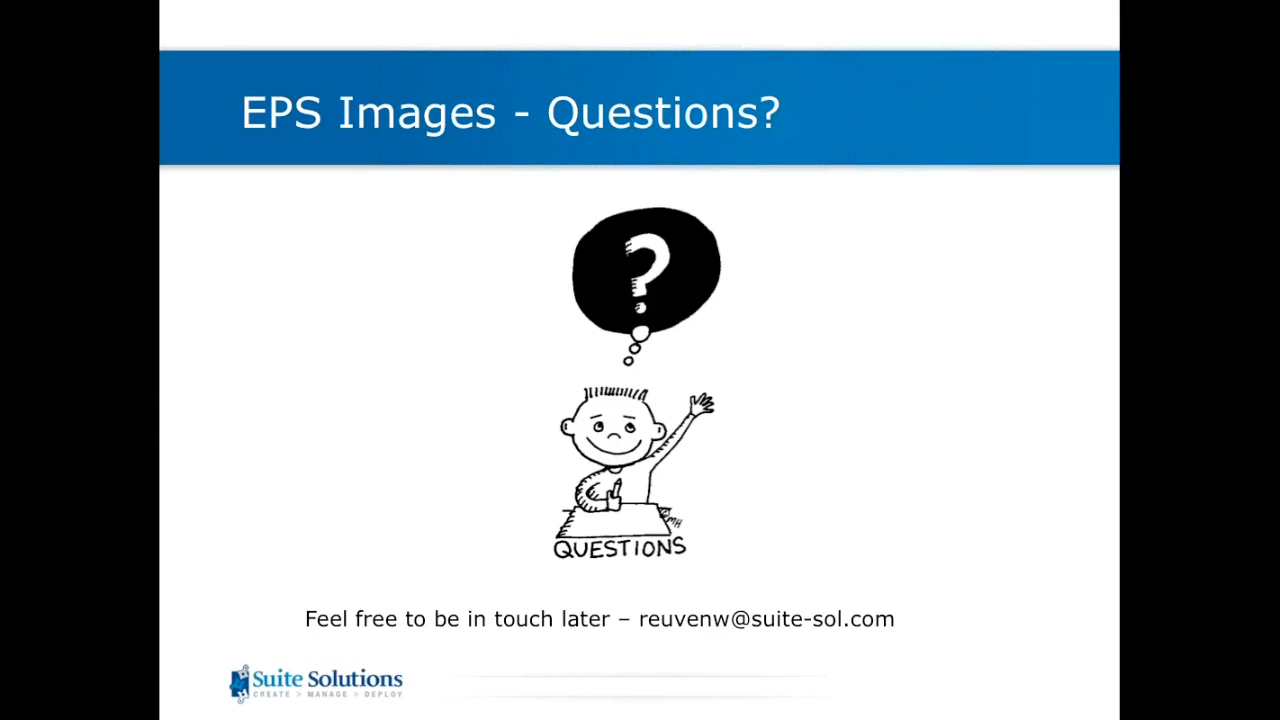 EPS Images - Questions?
?
©MH
QUESTIONS
Feel free to be in touch later – reuvenw@suite-sol.com
Suite Solutions
CREATE > MANAGE > DEPLOY